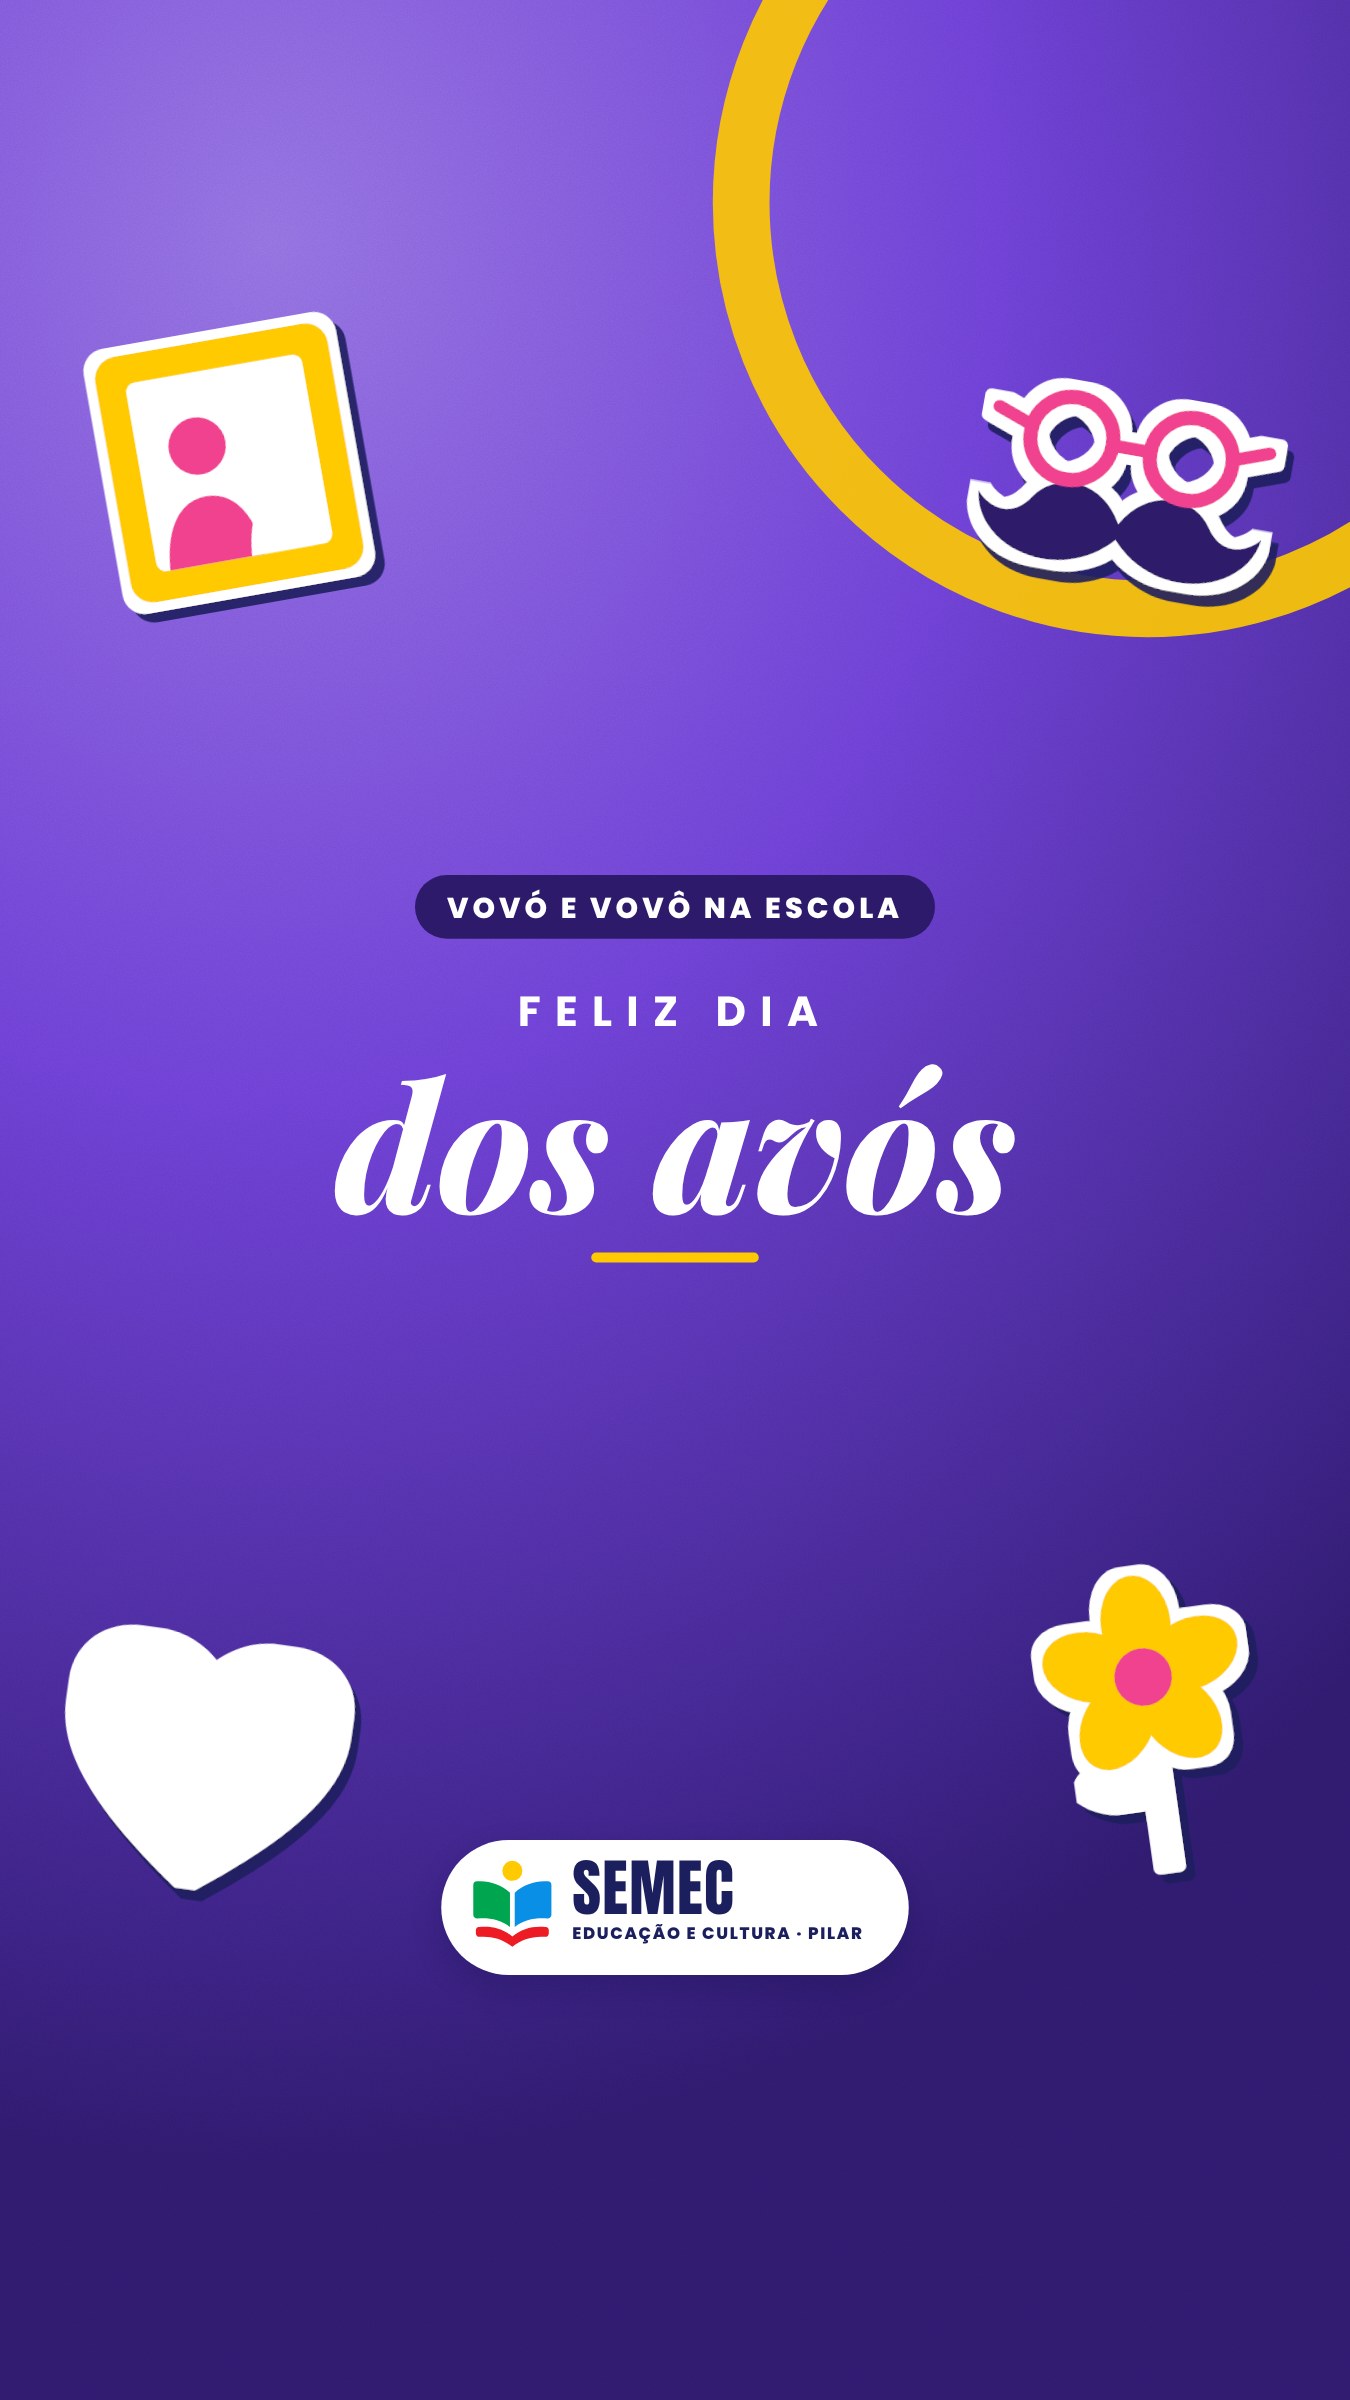 VOVÓ E VOVÔ NA ESCOLA
FELIZ DIA
dos avós
SEMEC
EDUCAÇÃO E CULTURA · PILAR